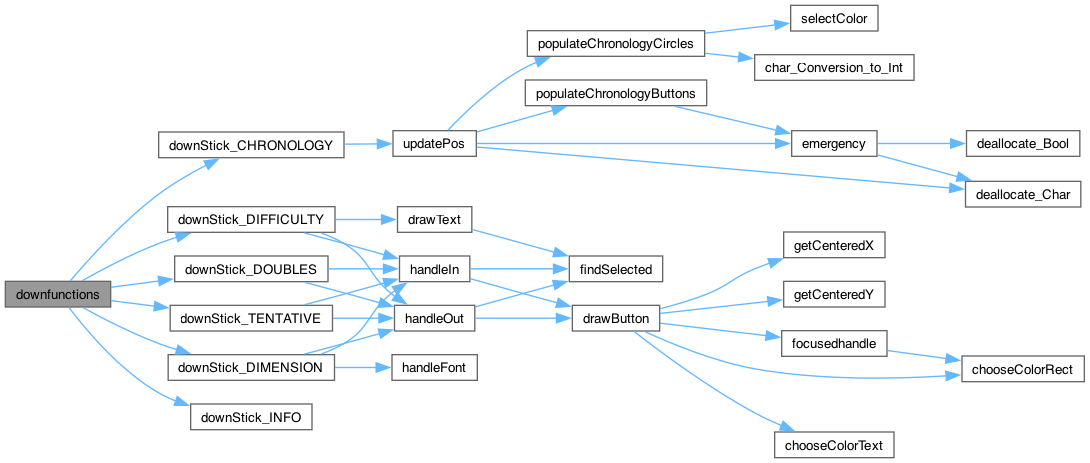 selectColor
populateChronologyCircles
char_Conversion_to_Int
populateChronologyButtons
downStick_CHRONOLOGY
updatePos
emergency
deallocate_Bool
deallocate_Char
downStick_DIFFICULTY
drawText
getCenteredX
downStick_DOUBLES
handleIn
findSelected
downfunctions
getCenteredY
downStick_TENTATIVE
handleOut
drawButton
focusedhandle
downStick_DIMENSION
handleFont
chooseColorRect
downStick_INFO
chooseColorText